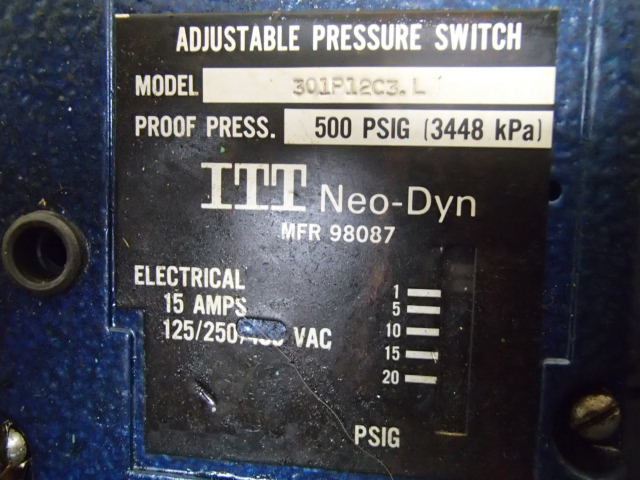 ADJUSTABLE PRESSURE SWITCH
MODEL 301P12C3.L
PROOF PRESS. 500 PSIG (3448 kPa)
ITT Neo-Dyn
MFR 98087
ELECTRICAL
15 AMPS
125/250/ VAC
1
5
10
15
20
PSIG